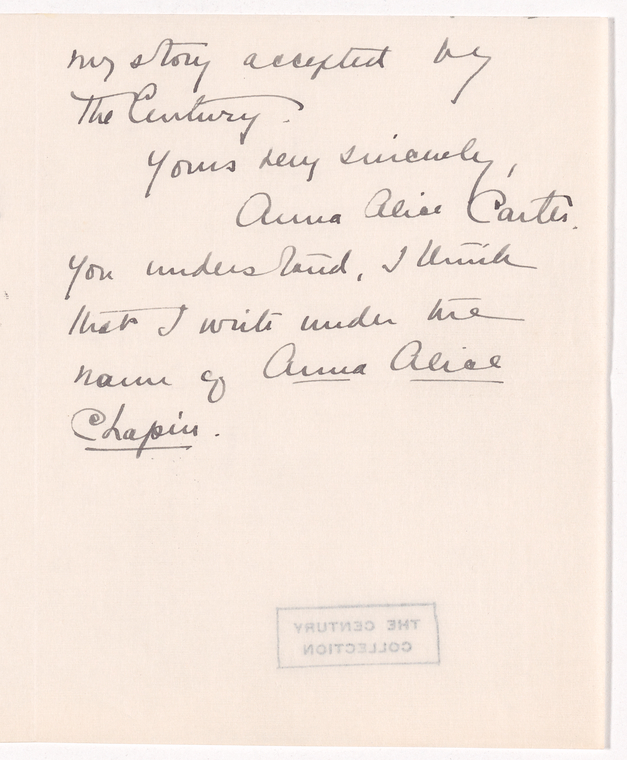 my story accepted by
The Century.
Yours very sincerely,
Anna Alice Carter.
You understand, I think
that I write under the
name of Anna Alice
Chapin.
THE CENTURY
COLLECTION